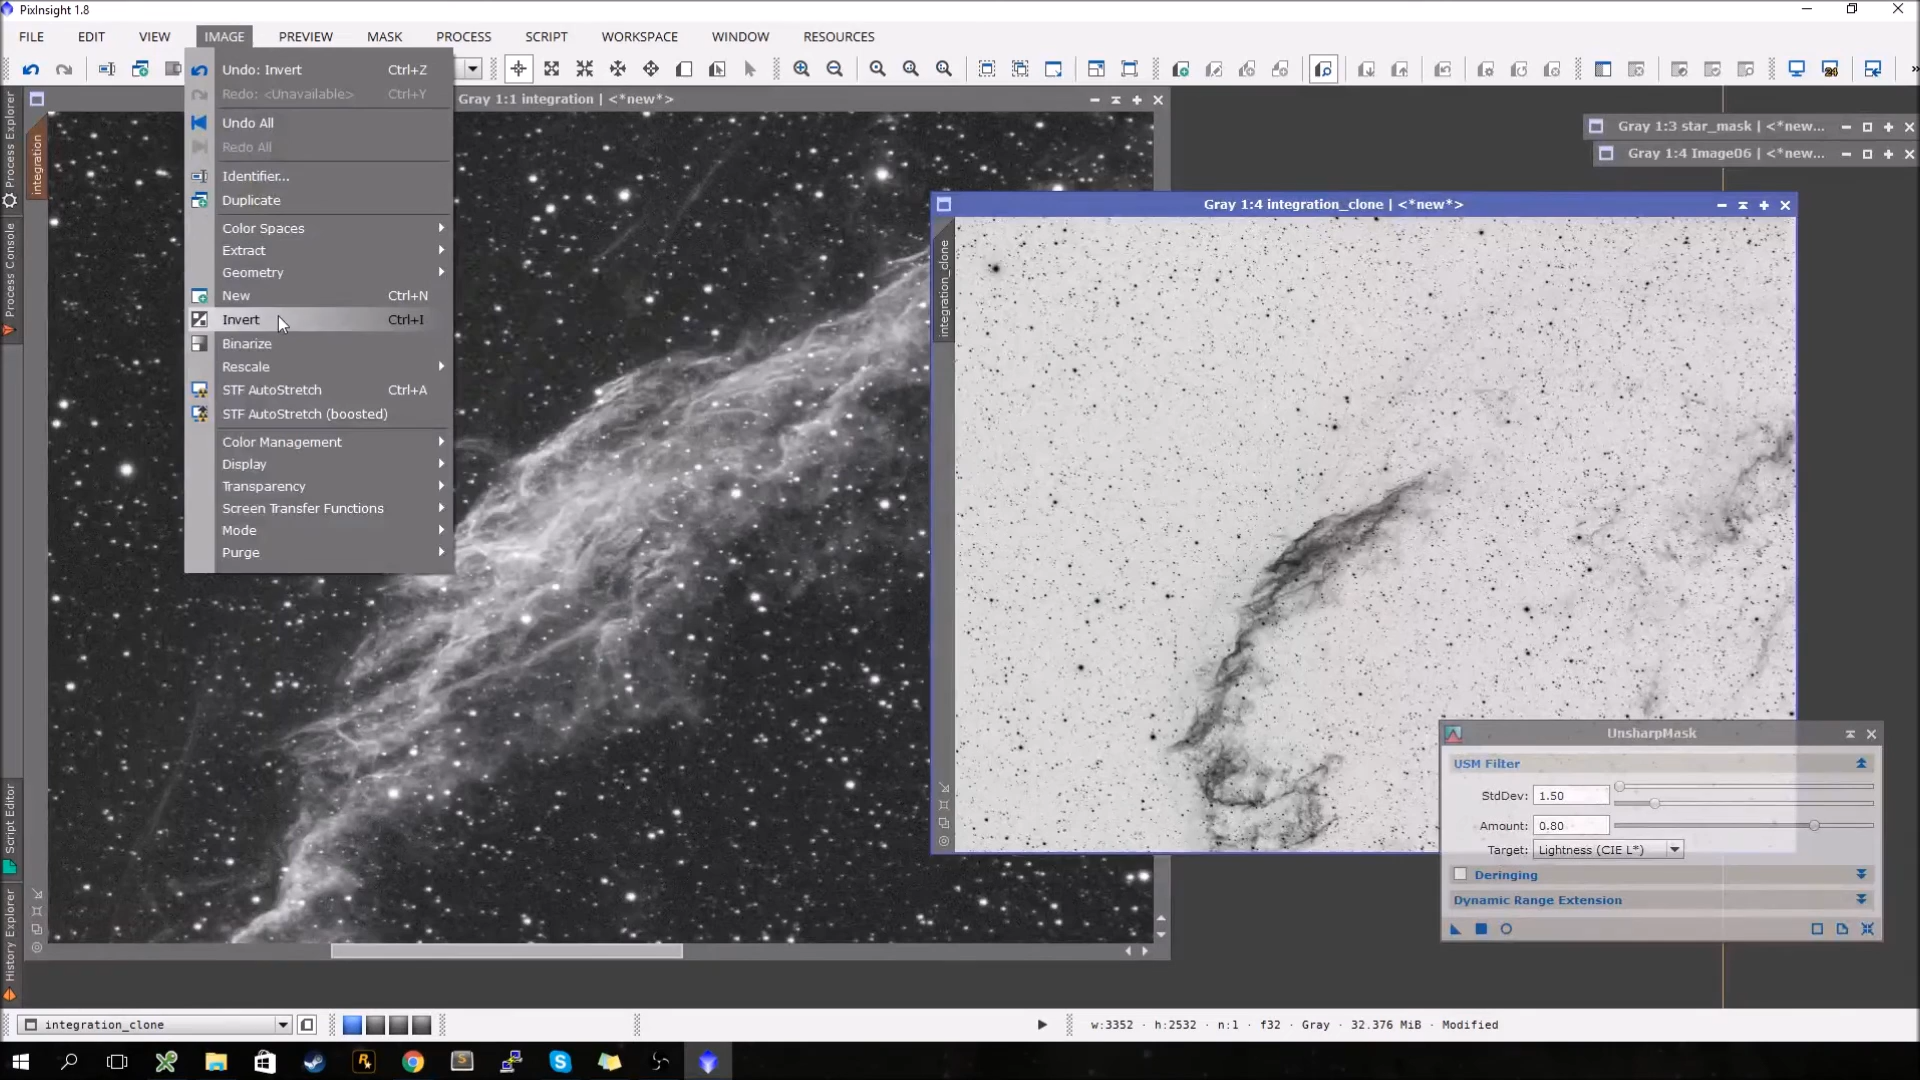 PixInsight 1.8
FILE EDIT VIEW IMAGE PREVIEW MASK PROCESS SCRIPT WORKSPACE WINDOW RESOURCES
Undo: Invert Ctrl+Z
Redo: <Unavailable> Ctrl+Y
Undo All
Redo All
Identifier...
Duplicate
Color Spaces
Extract
Geometry
New Ctrl+N
Invert Ctrl+I
Binarize
Rescale
STF AutoStretch Ctrl+A
STF AutoStretch (boosted)
Color Management
Display
Transparency
Screen Transfer Functions
Mode
Purge
Process Explorer
Process Console
Script Editor
History Explorer
integration
Gray 1:1 integration | <*new*>
Gray 1:3 star_mask | <*new...
Gray 1:4 Image06 | <*new...
Gray 1:4 integration_clone | <*new*>
integration_clone
UnsharpMask
USM Filter
StdDev: 1.50
Amount: 0.80
Target: Lightness (CIE L*)
Deringing
Dynamic Range Extension
integration_clone
w:3352 · h:2532 · n:1 · f32 · Gray · 32.376 MiB · Modified